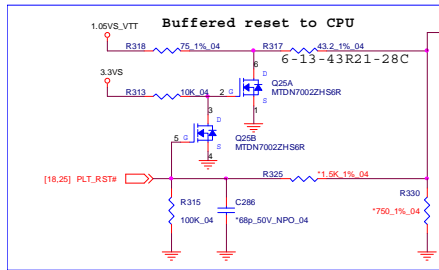 Buffered reset to CPU
1.05VS_VTT
R318 75_1%_04 R317 43.2_1%_04
6-13-43R21-28C
6
3.3VS
D
Q25A
R313 10K_04 2 G
MTDN7002ZHS6R
S
3 1
D
Q25B
5 G
MTDN7002ZHS6R
S
4
[18,25] PLT_RST# R325 *1.5K_1%_04
R315 C286 R330
100K_04 *68p_50V_NPO_04 *750_1%_04